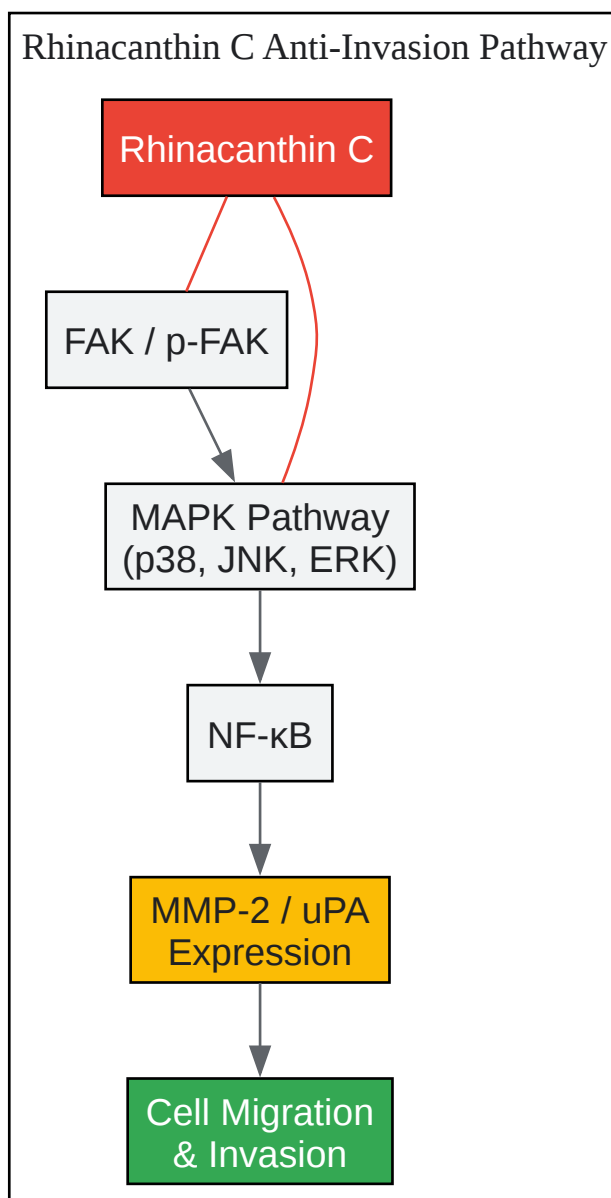 Rhinacanthin C Anti-Invasion Pathway
Rhinacanthin C
FAK / p-FAK
MAPK Pathway
(p38, JNK, ERK)
NF-κB
MMP-2 / uPA
Expression
Cell Migration
& Invasion